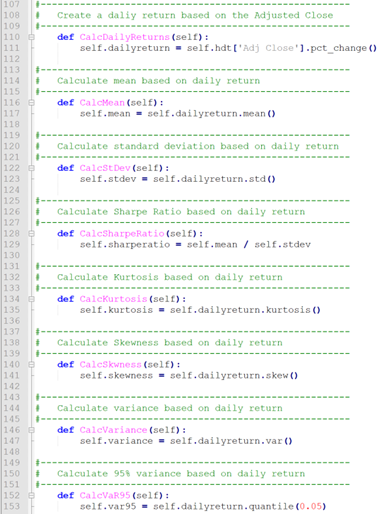 107 #-----------------------------------------------------------
108 # Create a daliy return based on the Adjusted Close
109 #-----------------------------------------------------------
110 def CalcDailyReturns(self):
111 self.dailyreturn = self.hdt['Adj Close'].pct_change()
112
113 #-----------------------------------------------------------
114 # Calculate mean based on daily return
115 #-----------------------------------------------------------
116 def CalcMean(self):
117 self.mean = self.dailyreturn.mean()
118
119 #-----------------------------------------------------------
120 # Calculate standard deviation based on daily return
121 #-----------------------------------------------------------
122 def CalcStDev(self):
123 self.stdev = self.dailyreturn.std()
124
125 #-----------------------------------------------------------
126 # Calculate Sharpe Ratio based on daily return
127 #-----------------------------------------------------------
128 def CalcSharpeRatio(self):
129 self.sharperatio = self.mean / self.stdev
130
131 #-----------------------------------------------------------
132 # Calculate Kurtosis based on daily return
133 #-----------------------------------------------------------
134 def CalcKurtosis(self):
135 self.kurtosis = self.dailyreturn.kurtosis()
136
137 #-----------------------------------------------------------
138 # Calculate Skewness based on daily return
139 #-----------------------------------------------------------
140 def CalcSkwness(self):
141 self.skewness = self.dailyreturn.skew()
142
143 #-----------------------------------------------------------
144 # Calculate variance based on daily return
145 #-----------------------------------------------------------
146 def CalcVariance(self):
147 self.variance = self.dailyreturn.var()
148
149 #-----------------------------------------------------------
150 # Calculate 95% variance based on daily return
151 #-----------------------------------------------------------
152 def CalcVaR95(self):
153 self.var95 = self.dailyreturn.quantile(0.05)